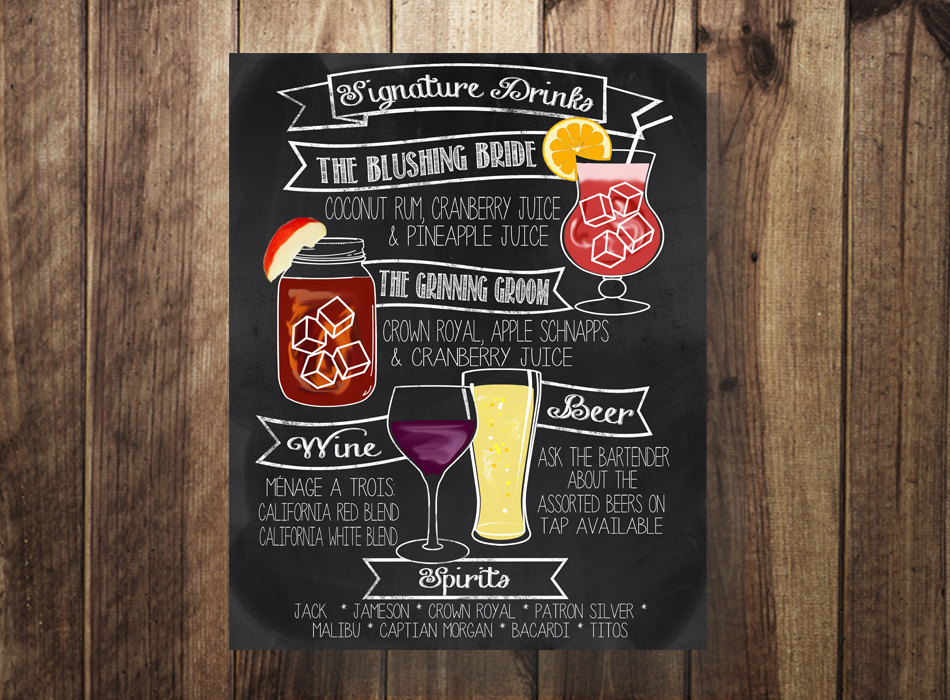 Signature Drinks
THE BLUSHING BRIDE
COCONUT RUM, CRANBERRY JUICE
& PINEAPPLE JUICE
THE GRINNING GROOM
CROWN ROYAL, APPLE SCHNAPPS
& CRANBERRY JUICE
Wine
MÉNAGE A TROIS:
CALIFORNIA RED BLEND
CALIFORNIA WHITE BLEND
Beer
ASK THE BARTENDER
ABOUT THE
ASSORTED BEERS ON
TAP AVAILABLE
Spirits
JACK * JAMESON * CROWN ROYAL * PATRON SILVER *
MALIBU * CAPTIAN MORGAN * BACARDI * TITOS